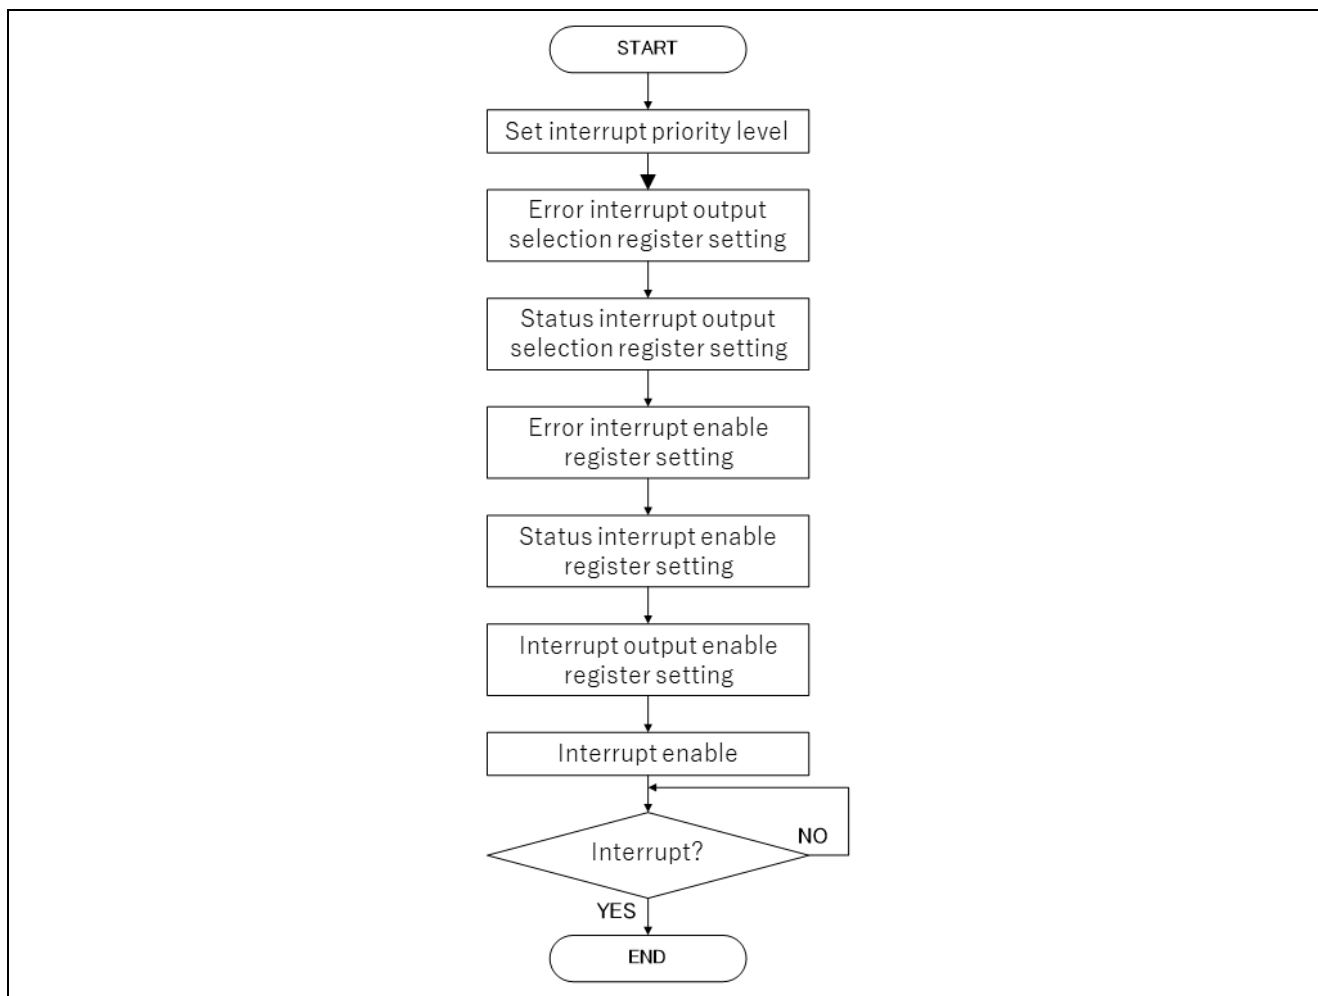 START
Set interrupt priority level
Error interrupt output
selection register setting
Status interrupt output
selection register setting
Error interrupt enable
register setting
Status interrupt enable
register setting
Interrupt output enable
register setting
Interrupt enable
Interrupt?
NO
YES
END